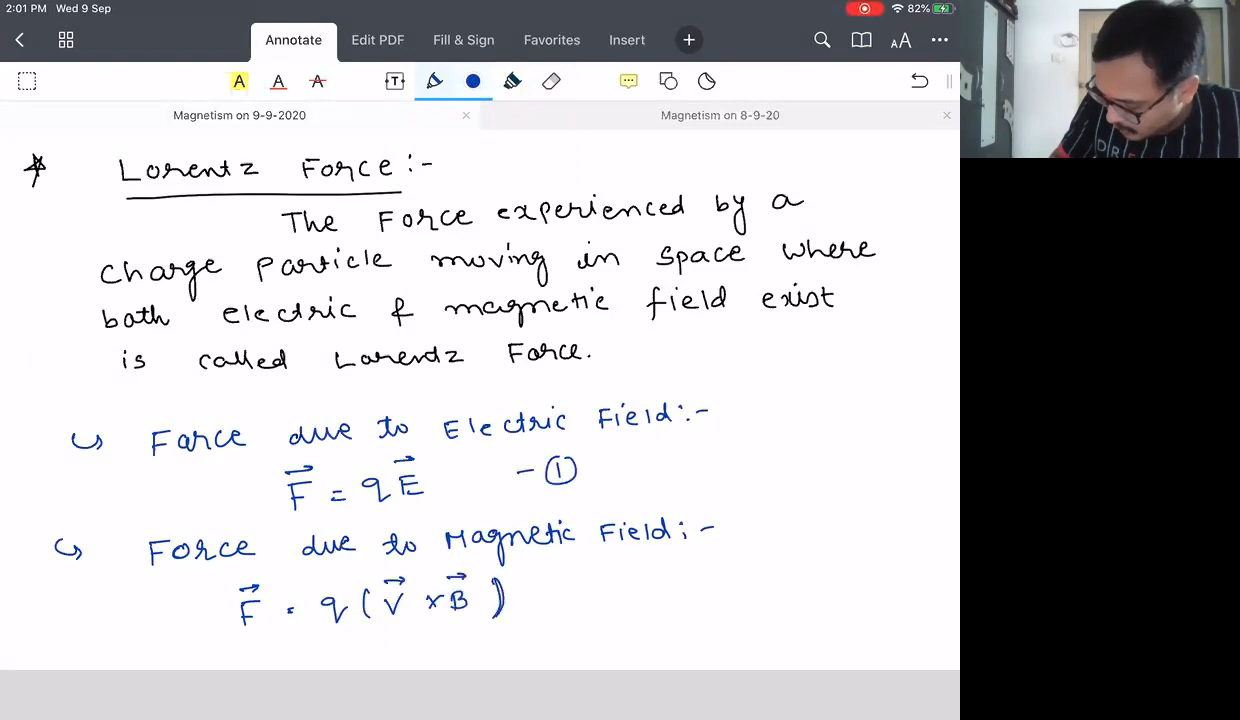 2:01 PM Wed 9 Sep
82%
Annotate Edit PDF Fill & Sign Favorites Insert
Magnetism on 9-9-2020
Magnetism on 8-9-20
Lorentz Force :-
The Force experienced by a
charge Particle moving in space where
both electric & magnetic field exist
is called Lorentz Force.
Force due to Electric Field :-
F⃗ = qE⃗ - ①
Force due to Magnetic Field :-
F⃗ = q(V⃗ × B⃗)